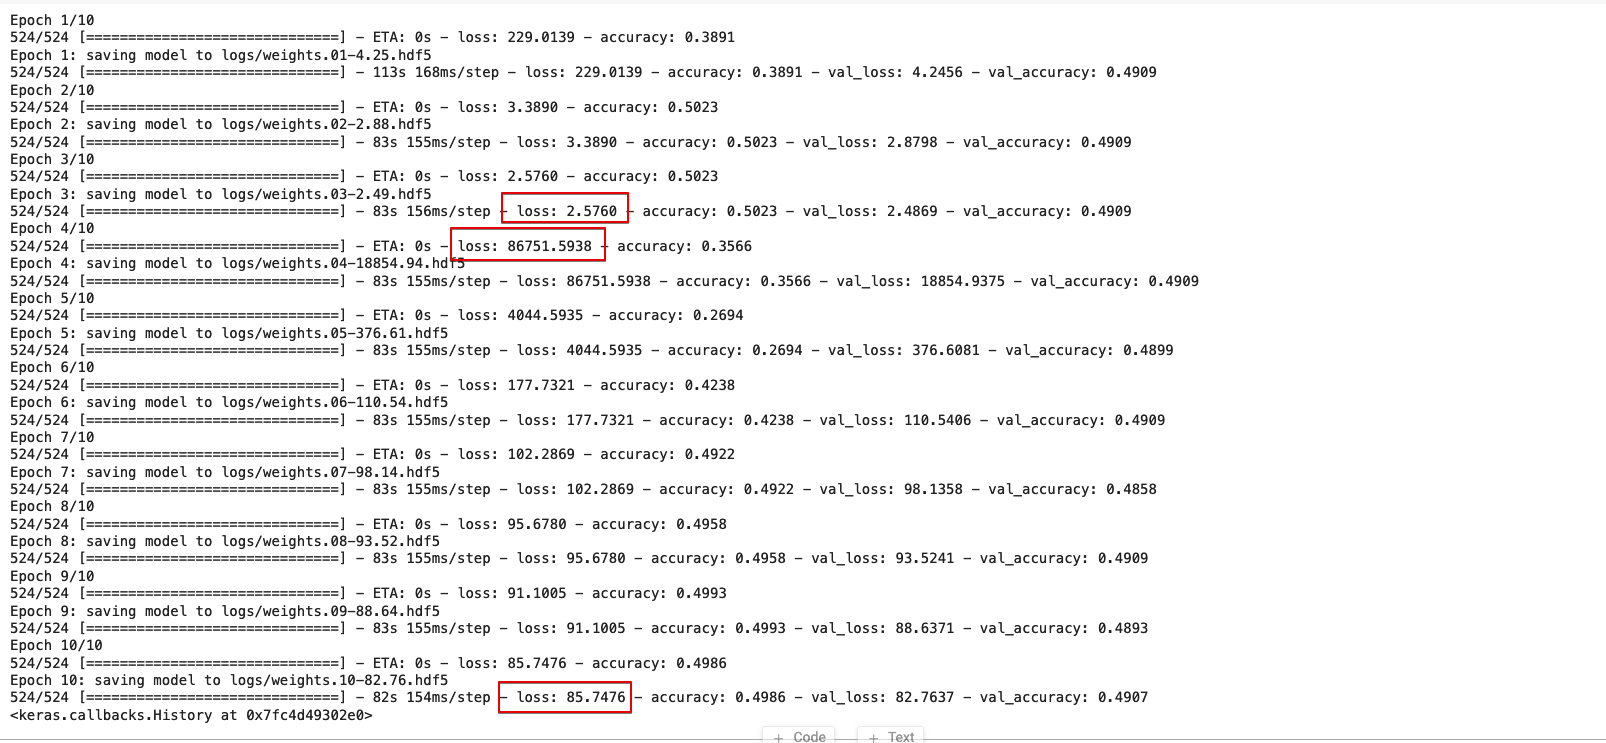 Epoch 1/10
524/524 [==============================] - ETA: 0s - loss: 229.0139 - accuracy: 0.3891
Epoch 1: saving model to logs/weights.01-4.25.hdf5
524/524 [==============================] - 113s 168ms/step - loss: 229.0139 - accuracy: 0.3891 - val_loss: 4.2456 - val_accuracy: 0.4909
Epoch 2/10
524/524 [==============================] - ETA: 0s - loss: 3.3890 - accuracy: 0.5023
Epoch 2: saving model to logs/weights.02-2.88.hdf5
524/524 [==============================] - 83s 155ms/step - loss: 3.3890 - accuracy: 0.5023 - val_loss: 2.8798 - val_accuracy: 0.4909
Epoch 3/10
524/524 [==============================] - ETA: 0s - loss: 2.5760 - accuracy: 0.5023
Epoch 3: saving model to logs/weights.03-2.49.hdf5
524/524 [==============================] - 83s 156ms/step - loss: 2.5760 - accuracy: 0.5023 - val_loss: 2.4869 - val_accuracy: 0.4909
Epoch 4/10
524/524 [==============================] - ETA: 0s - loss: 86751.5938 - accuracy: 0.3566
Epoch 4: saving model to logs/weights.04-18854.94.hdf5
524/524 [==============================] - 83s 155ms/step - loss: 86751.5938 - accuracy: 0.3566 - val_loss: 18854.9375 - val_accuracy: 0.4909
Epoch 5/10
524/524 [==============================] - ETA: 0s - loss: 4044.5935 - accuracy: 0.2694
Epoch 5: saving model to logs/weights.05-376.61.hdf5
524/524 [==============================] - 83s 155ms/step - loss: 4044.5935 - accuracy: 0.2694 - val_loss: 376.6081 - val_accuracy: 0.4899
Epoch 6/10
524/524 [==============================] - ETA: 0s - loss: 177.7321 - accuracy: 0.4238
Epoch 6: saving model to logs/weights.06-110.54.hdf5
524/524 [==============================] - 83s 155ms/step - loss: 177.7321 - accuracy: 0.4238 - val_loss: 110.5406 - val_accuracy: 0.4909
Epoch 7/10
524/524 [==============================] - ETA: 0s - loss: 102.2869 - accuracy: 0.4922
Epoch 7: saving model to logs/weights.07-98.14.hdf5
524/524 [==============================] - 83s 155ms/step - loss: 102.2869 - accuracy: 0.4922 - val_loss: 98.1358 - val_accuracy: 0.4858
Epoch 8/10
524/524 [==============================] - ETA: 0s - loss: 95.6780 - accuracy: 0.4958
Epoch 8: saving model to logs/weights.08-93.52.hdf5
524/524 [==============================] - 83s 155ms/step - loss: 95.6780 - accuracy: 0.4958 - val_loss: 93.5241 - val_accuracy: 0.4909
Epoch 9/10
524/524 [==============================] - ETA: 0s - loss: 91.1005 - accuracy: 0.4993
Epoch 9: saving model to logs/weights.09-88.64.hdf5
524/524 [==============================] - 83s 155ms/step - loss: 91.1005 - accuracy: 0.4993 - val_loss: 88.6371 - val_accuracy: 0.4893
Epoch 10/10
524/524 [==============================] - ETA: 0s - loss: 85.7476 - accuracy: 0.4986
Epoch 10: saving model to logs/weights.10-82.76.hdf5
524/524 [==============================] - 82s 154ms/step - loss: 85.7476 - accuracy: 0.4986 - val_loss: 82.7637 - val_accuracy: 0.4907
<keras.callbacks.History at 0x7fc4d49302e0>
+ Code + Text